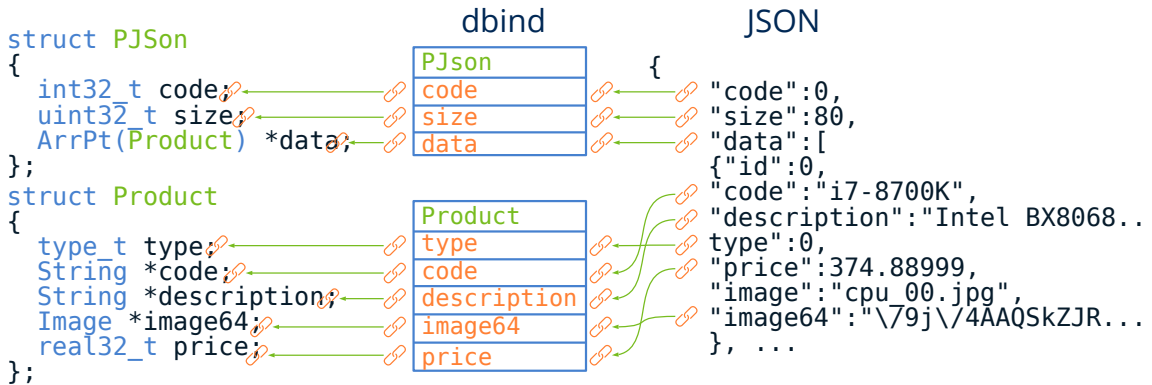 dbind
JSON
struct PJSon
{
int32_t code;
uint32_t size;
ArrPt(Product) *data;
};
struct Product
{
type_t type;
String *code;
String *description;
Image *image64;
real32_t price;
};
PJson
code
size
data
Product
type
code
description
image64
price
{
"code":0,
"size":80,
"data":[
{"id":0,
"code":"i7-8700K",
"description":"Intel BX8068..
type":0,
"price":374.88999,
"image":"cpu_00.jpg",
"image64":"\/9j\/4AAQSkZJR...
}, ...